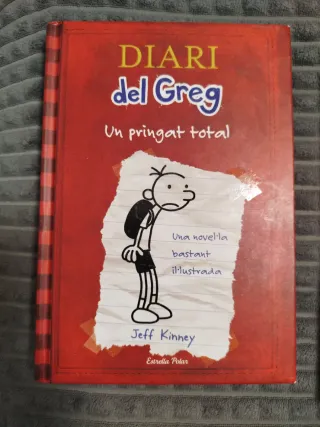 DIARI
del Greg
Un pringat total
Una novel·la
bastant
il·lustrada
Jeff Kinney
Estrella Polar